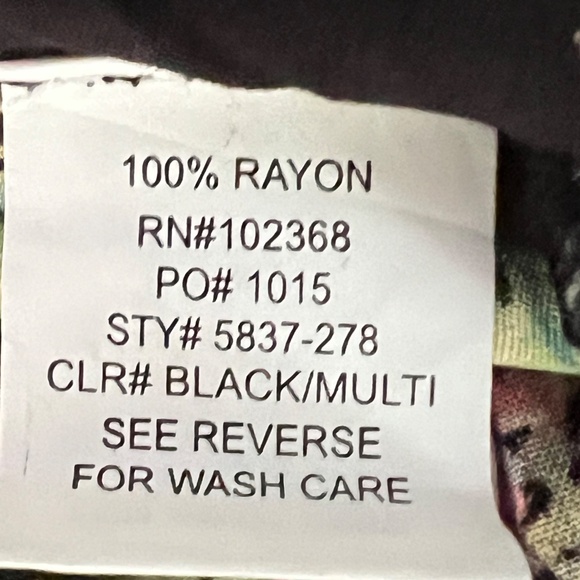 100% RAYON
RN#102368
PO# 1015
STY# 5837-278
CLR# BLACK/MULTI
SEE REVERSE
FOR WASH CARE